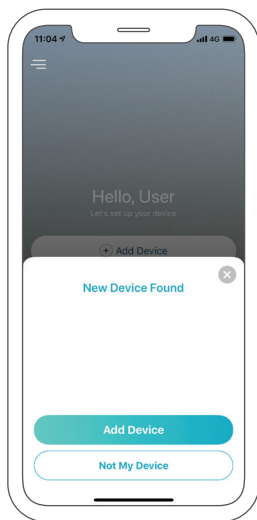 11:04
4G
Hello, User
Let's set up your device
Add Device
New Device Found
Add Device
Not My Device